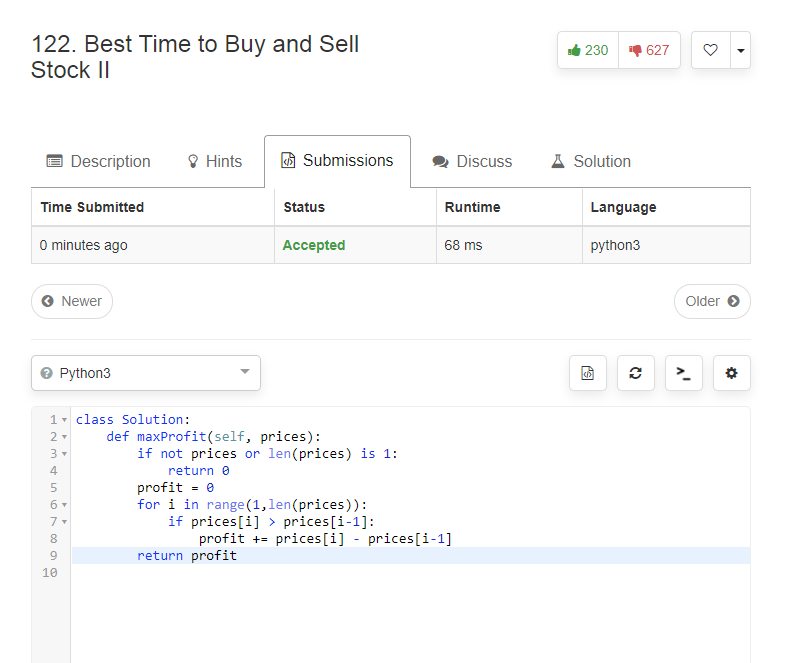 122. Best Time to Buy and Sell
Stock II
230 627
Description Hints Submissions Discuss Solution
Time Submitted Status Runtime Language
0 minutes ago Accepted 68 ms python3
Newer Older
Python3
1 class Solution:
2     def maxProfit(self, prices):
3         if not prices or len(prices) is 1:
4             return 0
5         profit = 0
6         for i in range(1,len(prices)):
7             if prices[i] > prices[i-1]:
8                 profit += prices[i] - prices[i-1]
9         return profit
10